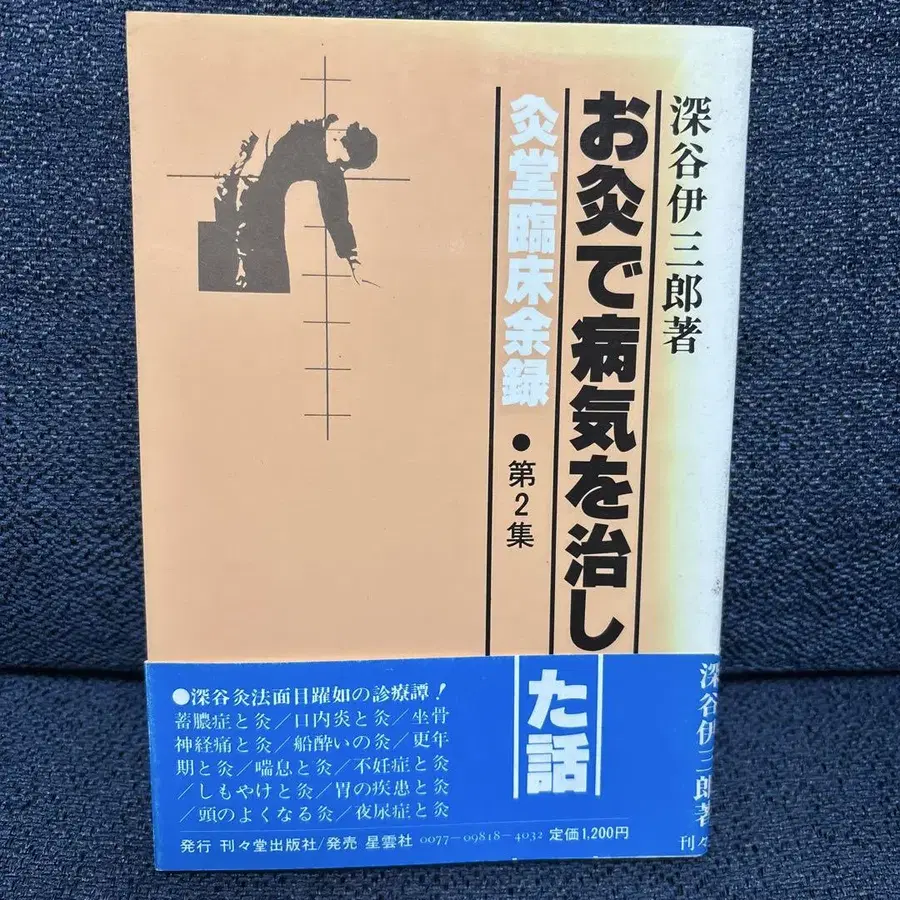 深谷伊三郎著
お灸で病気を治した話
灸堂臨床余録
●第2集
●深谷灸法面目躍如の診療譚!
蓄膿症と灸/口内炎と灸/坐骨
神経痛と灸/船酔いの灸/更年
期と灸/喘息と灸/不妊症と灸
/しもやけと灸/胃の疾患と灸
/頭のよくなる灸/夜尿症と灸
発行 刊々堂出版社/発売 星雲社 0077-09818-4032 定価1,200円
深谷伊三郎著
刊々